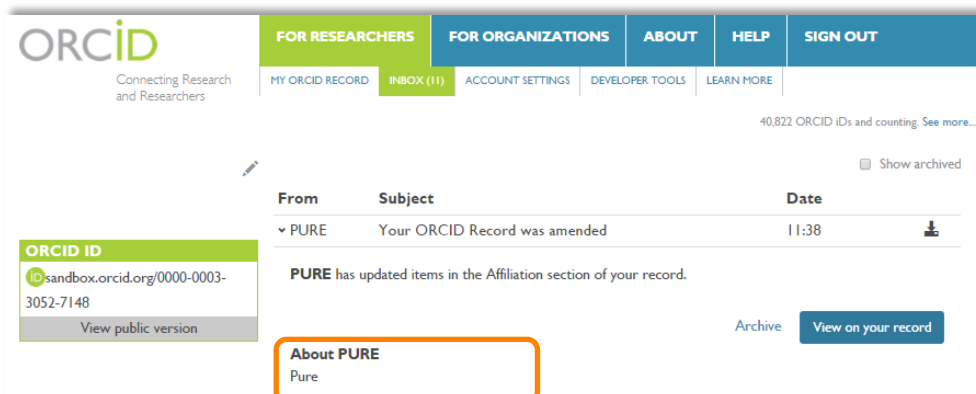 ORCiD
Connecting Research
and Researchers
FOR RESEARCHERS FOR ORGANIZATIONS ABOUT HELP SIGN OUT
MY ORCID RECORD INBOX (11) ACCOUNT SETTINGS DEVELOPER TOOLS LEARN MORE
40,822 ORCID iDs and counting. See more...
Show archived
From Subject Date
PURE Your ORCID Record was amended 11:38
ORCID ID
iD sandbox.orcid.org/0000-0003-
3052-7148
View public version
PURE has updated items in the Affiliation section of your record.
Archive View on your record
About PURE
Pure